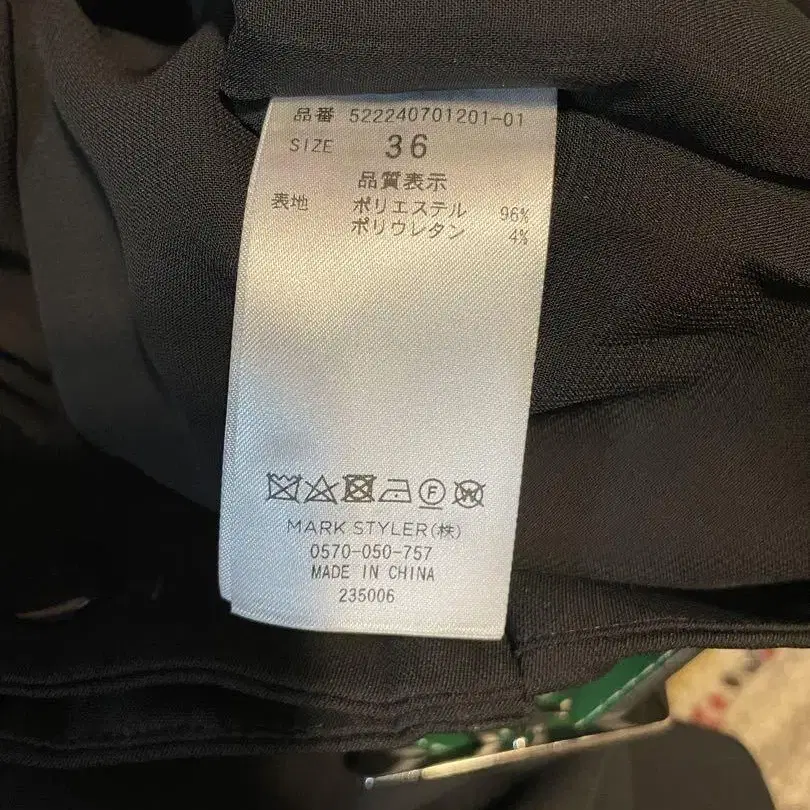 品番 522240701201-01
SIZE 36
品質表示
表地 ポリエステル 96%
ポリウレタン 4%
F W
MARK STYLER(株)
0570-050-757
MADE IN CHINA
235006